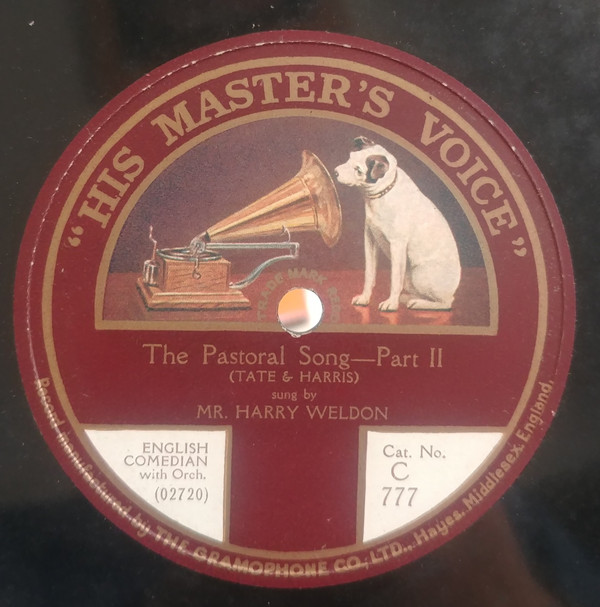 “HIS MASTER'S VOICE”
TRADE MARK REGD
The Pastoral Song—Part II
(TATE & HARRIS)
sung by
MR. HARRY WELDON
ENGLISH
COMEDIAN
with Orch.
(02720)
Cat. No.
C
777
Record manufactured by THE GRAMOPHONE CO., LTD., Hayes, Middlesex, England.